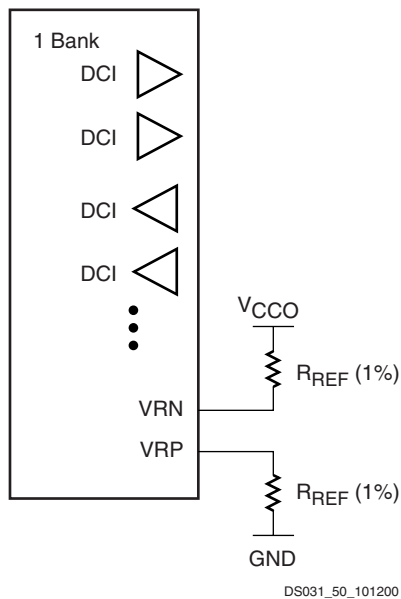 1 Bank
DCI
DCI
DCI
DCI
VCCO
RREF (1%)
VRN
VRP
RREF (1%)
GND
DS031_50_101200